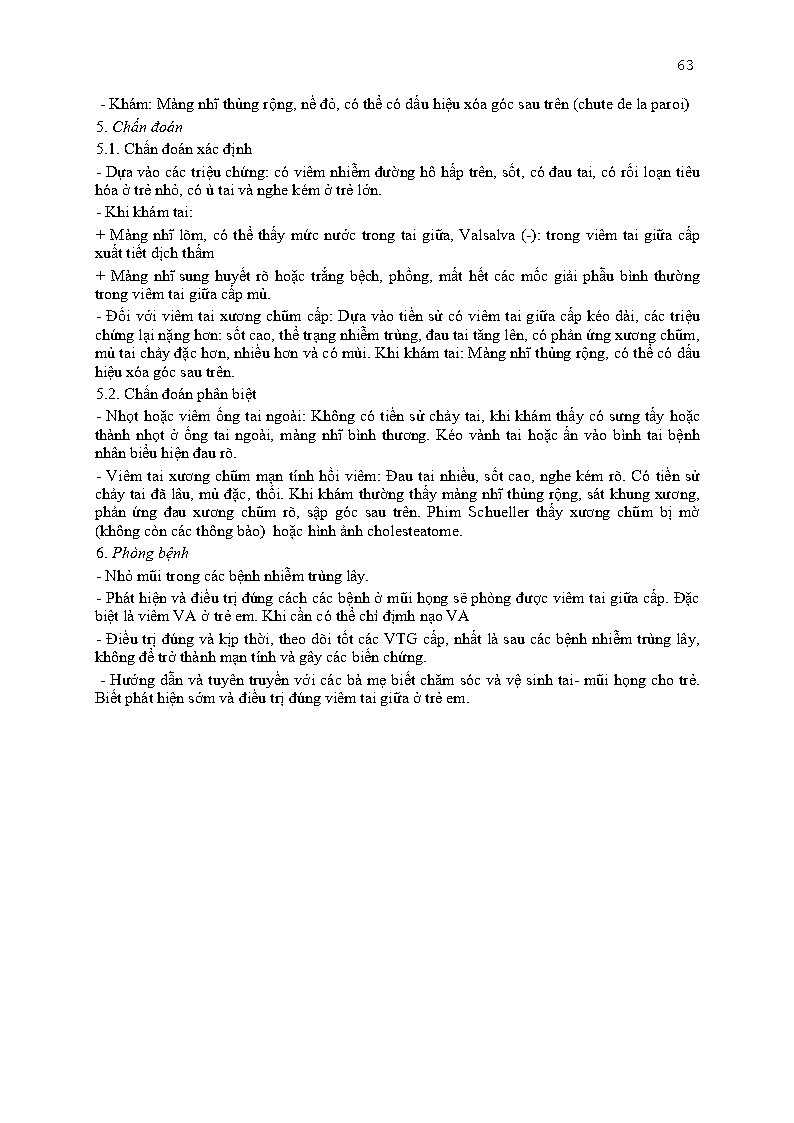 63
- Khám: Màng nhĩ thủng rộng, nề đỏ, có thể có dấu hiệu xóa góc sau trên (chute de la paroi)
5. Chẩn đoán
5.1. Chẩn đoán xác định
- Dựa vào các triệu chứng: có viêm nhiễm đường hô hấp trên, sốt, có đau tai, có rối loạn tiêu
hóa ở trẻ nhỏ, có ù tai và nghe kém ở trẻ lớn.
- Khi khám tai:
+ Màng nhĩ lõm, có thể thấy mức nước trong tai giữa, Valsalva (-): trong viêm tai giữa cấp
xuất tiết dịch thấm
+ Màng nhĩ sung huyết rõ hoặc trắng bệch, phồng, mất hết các mốc giải phẫu bình thường
trong viêm tai giữa cấp mủ.
- Đối với viêm tai xương chũm cấp: Dựa vào tiền sử có viêm tai giữa cấp kéo dài, các triệu
chứng lại nặng hơn: sốt cao, thể trạng nhiễm trùng, đau tai tăng lên, có phản ứng xương chũm,
mủ tai chảy đặc hơn, nhiều hơn và có mùi. Khi khám tai: Màng nhĩ thủng rộng, có thể có dấu
hiệu xóa góc sau trên.
5.2. Chẩn đoán phân biệt
- Nhọt hoặc viêm ống tai ngoài: Không có tiền sử chảy tai, khi khám thấy có sưng tấy hoặc
thành nhọt ở ống tai ngoài, màng nhĩ bình thương. Kéo vành tai hoặc ấn vào bình tai bệnh
nhân biểu hiện đau rõ.
- Viêm tai xương chũm mạn tính hồi viêm: Đau tai nhiều, sốt cao, nghe kém rõ. Có tiền sử
chảy tai đã lâu, mủ đặc, thối. Khi khám thường thấy màng nhĩ thủng rộng, sát khung xương,
phản ứng đau xương chũm rõ, sập góc sau trên. Phim Schueller thấy xương chũm bị mờ
(không còn các thông bào) hoặc hình ảnh cholesteatome.
6. Phòng bệnh
- Nhỏ mũi trong các bệnh nhiễm trùng lây.
- Phát hiện và điều trị đúng cách các bệnh ở mũi họng sẽ phòng được viêm tai giữa cấp. Đặc
biệt là viêm VA ở trẻ em. Khi cần có thể chỉ địmh nạo VA
- Điều trị đúng và kịp thời, theo dõi tốt các VTG cấp, nhất là sau các bệnh nhiễm trùng lây,
không để trở thành mạn tính và gây các biến chứng.
- Hướng dẫn và tuyên truyền với các bà mẹ biết chăm sóc và vệ sinh tai- mũi họng cho trẻ.
Biết phát hiện sớm và điều trị đúng viêm tai giữa ở trẻ em.